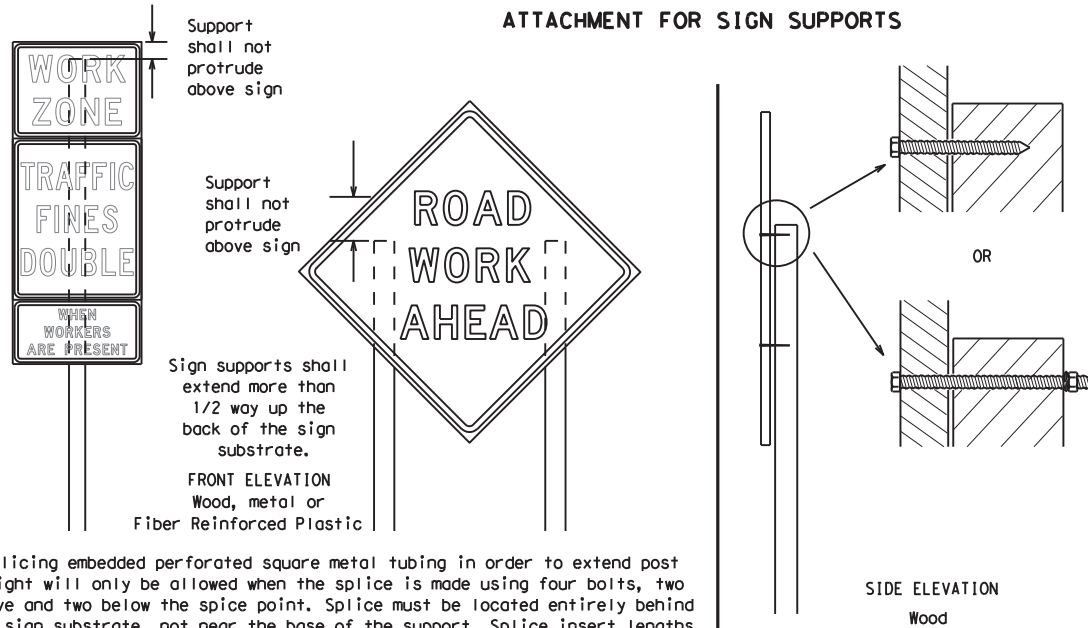 ATTACHMENT FOR SIGN SUPPORTS
Support
shall not
protrude
above sign
WORK
ZONE
TRAFFIC
FINES
DOUBLE
WHEN
WORKERS
ARE PRESENT
Support
shall not
protrude
above sign
ROAD
WORK
AHEAD
Sign supports shall
extend more than
1/2 way up the
back of the sign
substrate.
FRONT ELEVATION
Wood, metal or
Fiber Reinforced Plastic
OR
SIDE ELEVATION
Wood
licing embedded perforated square metal tubing in order to extend post
ight will only be allowed when the splice is made using four bolts, two
ve and two below the spice point. Splice must be located entirely behind
sign substrate, not near the base of the support. Splice insert lengths